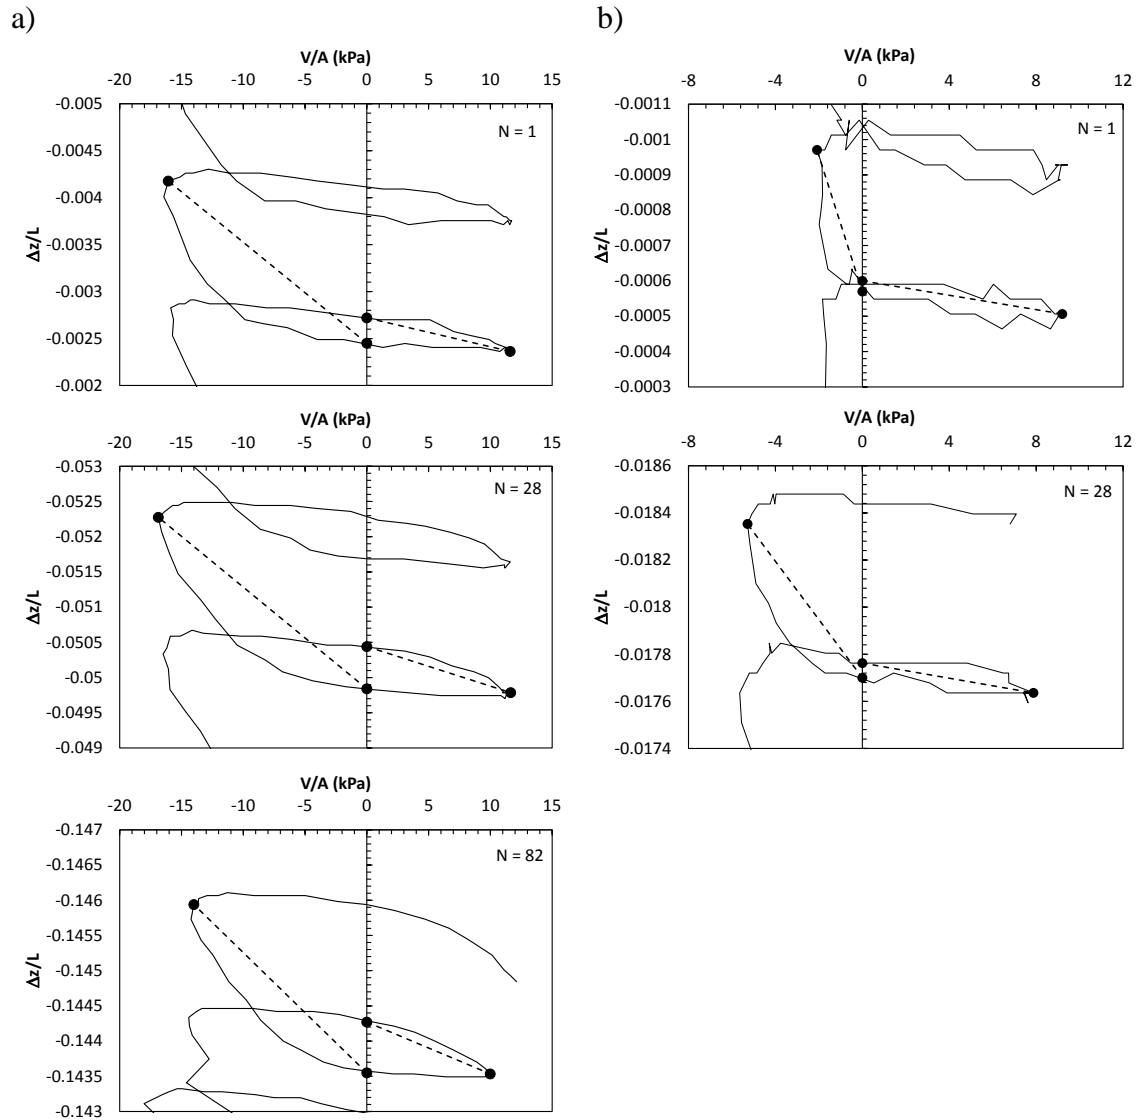 a)
V/A (kPa)
-20 -15 -10 -5 0 5 10 15
-0.005
N = 1
-0.0045
-0.004
-0.0035
-0.003
-0.0025
-0.002
Δz/L
V/A (kPa)
-20 -15 -10 -5 0 5 10 15
-0.053
N = 28
-0.0525
-0.052
-0.0515
-0.051
-0.0505
-0.05
-0.0495
-0.049
Δz/L
V/A (kPa)
-20 -15 -10 -5 0 5 10 15
-0.147
N = 82
-0.1465
-0.146
-0.1455
-0.145
-0.1445
-0.144
-0.1435
-0.143
Δz/L
b)
V/A (kPa)
-8 -4 0 4 8 12
-0.0011
N = 1
-0.001
-0.0009
-0.0008
-0.0007
-0.0006
-0.0005
-0.0004
-0.0003
Δz/L
V/A (kPa)
-8 -4 0 4 8 12
-0.0186
N = 28
-0.0184
-0.0182
-0.018
-0.0178
-0.0176
-0.0174
Δz/L